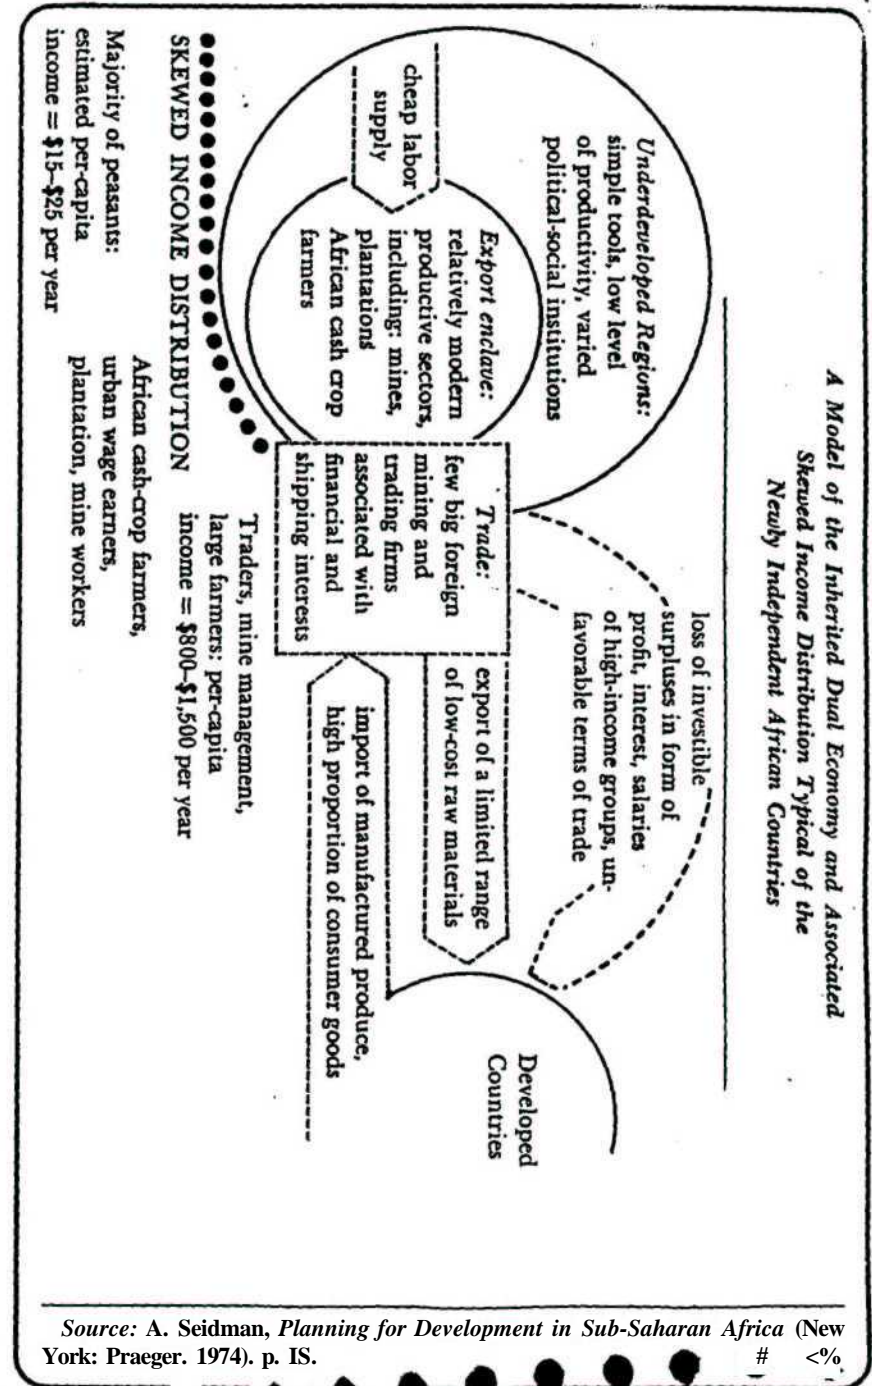 A Model of the Inherited Dual Economy and Associated
Skewed Income Distribution Typical of the
Newly Independent African Countries
Underdeveloped Regions:
simple tools, low level
of productivity, varied
political-social institutions
cheap labor
supply
Export enclave:
relatively modern
productive sectors,
including: mines,
plantations
African cash crop
farmers
Trade:
few big foreign
mining and
trading firms
associated with
financial and
shipping interests
loss of investible
surpluses in form of
profit, interest, salaries
of high-income groups, un-
favorable terms of trade
export of a limited range
of low-cost raw materials
import of manufactured produce,
high proportion of consumer goods
Developed
Countries
SKEWED INCOME DISTRIBUTION
Majority of peasants:
estimated per-capita
income = $15–$25 per year
African cash-crop farmers,
urban wage earners,
plantation, mine workers
Traders, mine management,
large farmers: per-capita
income = $800–$1,500 per year
Source: A. Seidman, Planning for Development in Sub-Saharan Africa (New
York: Praeger. 1974). p. IS.
# <%